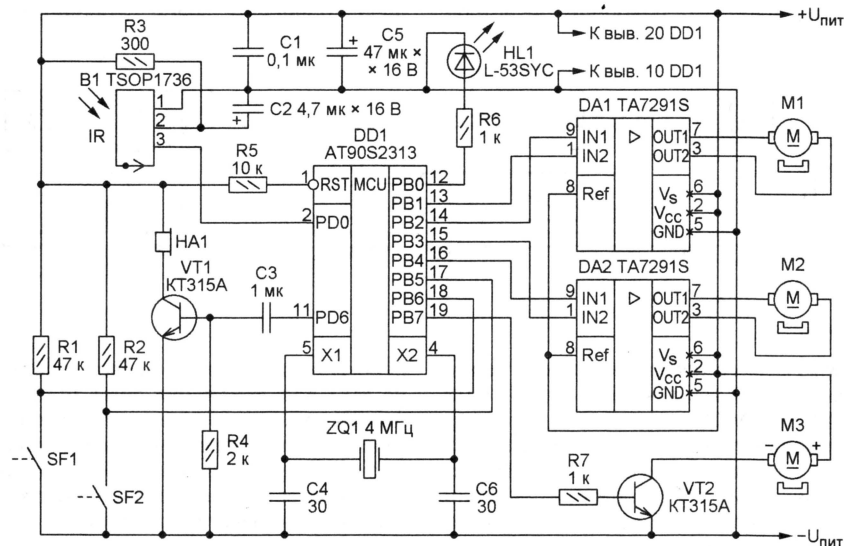 +Uпит
R3
300
C1
0,1 мк
C5
47 мк ×
× 16 В
HL1
L-53SYC
К выв. 20 DD1
К выв. 10 DD1
B1 TSOP1736
IR
1
2
3
C2 4,7 мк × 16 В
R6
1 к
R5
10 к
DD1
AT90S2313
MCU
1
RST
2
PD0
11
PD6
5
X1
PB0 12
PB1 13
PB2 14
PB3 15
PB4 16
PB5 17
PB6 18
PB7 19
X2 4
DA1 TA7291S
9 IN1
1 IN2
8 Ref
OUT1 7
OUT2 3
VS 6
VCC 2
GND 5
M1
M
HA1
VT1
КТ315А
C3
1 мк
DA2 TA7291S
9 IN1
1 IN2
8 Ref
OUT1 7
OUT2 3
VS 6
VCC 2
GND 5
M2
M
R1
47 к
R2
47 к
R4
2 к
ZQ1 4 МГц
C4
30
C6
30
R7
1 к
VT2
КТ315А
M3
− +
M
SF1
SF2
−Uпит